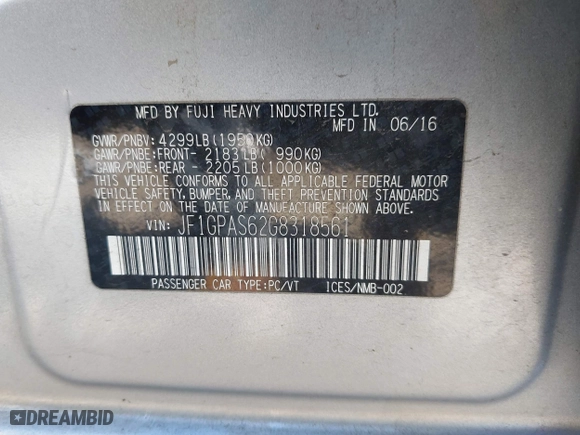 MFD BY FUJI HEAVY INDUSTRIES LTD.
MFD IN 06/16
GVWR/PNBV: 4299LB(1950KG)
GAWR/PNBE:FRONT- 2183LB( 990KG)
GAWR/PNBE:REAR - 2205LB(1000KG)
THIS VEHICLE CONFORMS TO ALL APPLICABLE FEDERAL MOTOR
VEHICLE SAFETY, BUMPER, AND THEFT PREVENTION STANDARDS
IN EFFECT ON THE DATE OF MANUFACTURE SHOWN ABOVE.
VIN: JF1GPAS62G8318561
PASSENGER CAR TYPE:PC/VT ICES/NMB-002
DREAMBID